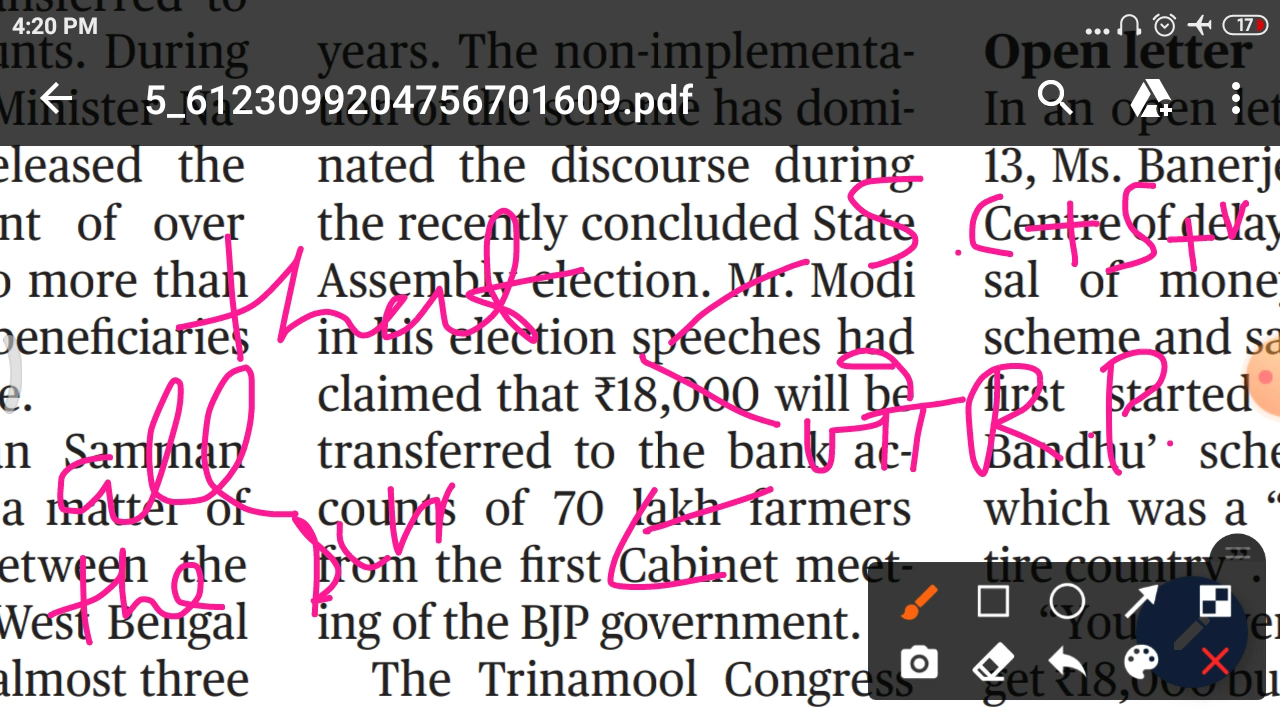 4:20 PM
17
5_6123099204756701609.pdf
unts. During
Minister Na
eleased the
nt of over
more than
beneficiaries
e.
Samman
a matter of
etween the
West Bengal
almost three
years. The non-implementa-
tion of the scheme has domi-
nated the discourse during
the recently concluded State
Assembly election. Mr. Modi
in his election speeches had
claimed that ₹18,000 will be
transferred to the bank ac-
counts of 70 lakh farmers
from the first Cabinet meet-
ing of the BJP government.
The Trinamool Congress
Open letter
In an open let
13, Ms. Banerje
Centre of delay
sal of money
scheme and sa
first started
Bandhu' sche
which was a "
tire country".
"You
get ₹18,000 bu
that
all
the
S.C+S+V
R.P.